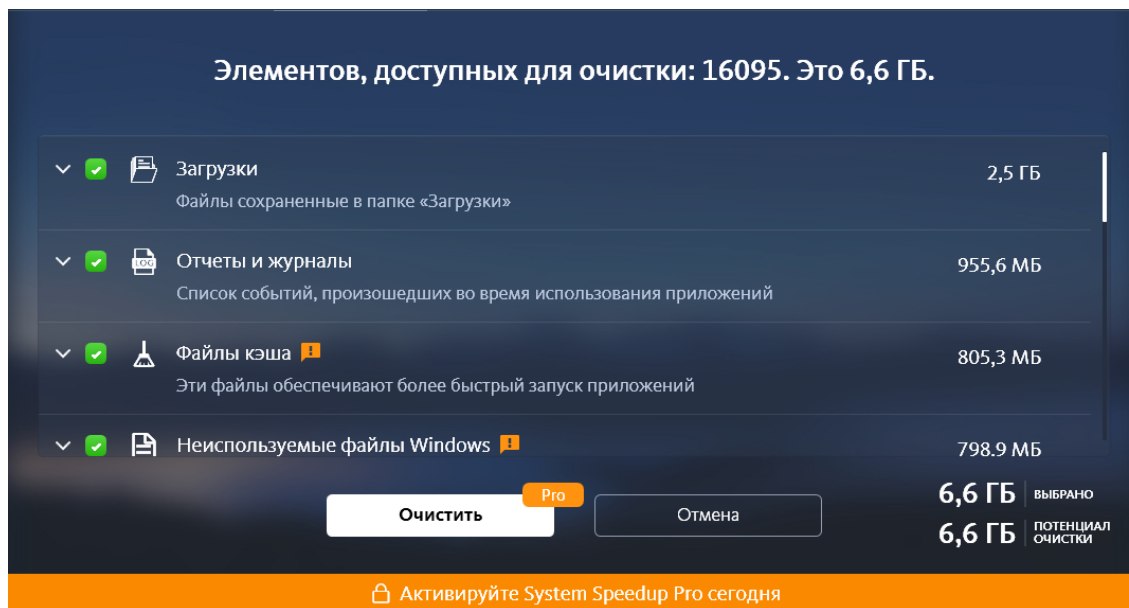 Элементов, доступных для очистки: 16095. Это 6,6 ГБ.
Загрузки
2,5 ГБ
Файлы сохраненные в папке «Загрузки»
LOG
Отчеты и журналы
955,6 МБ
Список событий, произошедших во время использования приложений
Файлы кэша
805,3 МБ
Эти файлы обеспечивают более быстрый запуск приложений
Неиспользуемые файлы Windows
798.9 МБ
Pro
Очистить
Отмена
6,6 ГБ ВЫБРАНО
6,6 ГБ ПОТЕНЦИАЛ
ОЧИСТКИ
Активируйте System Speedup Pro сегодня